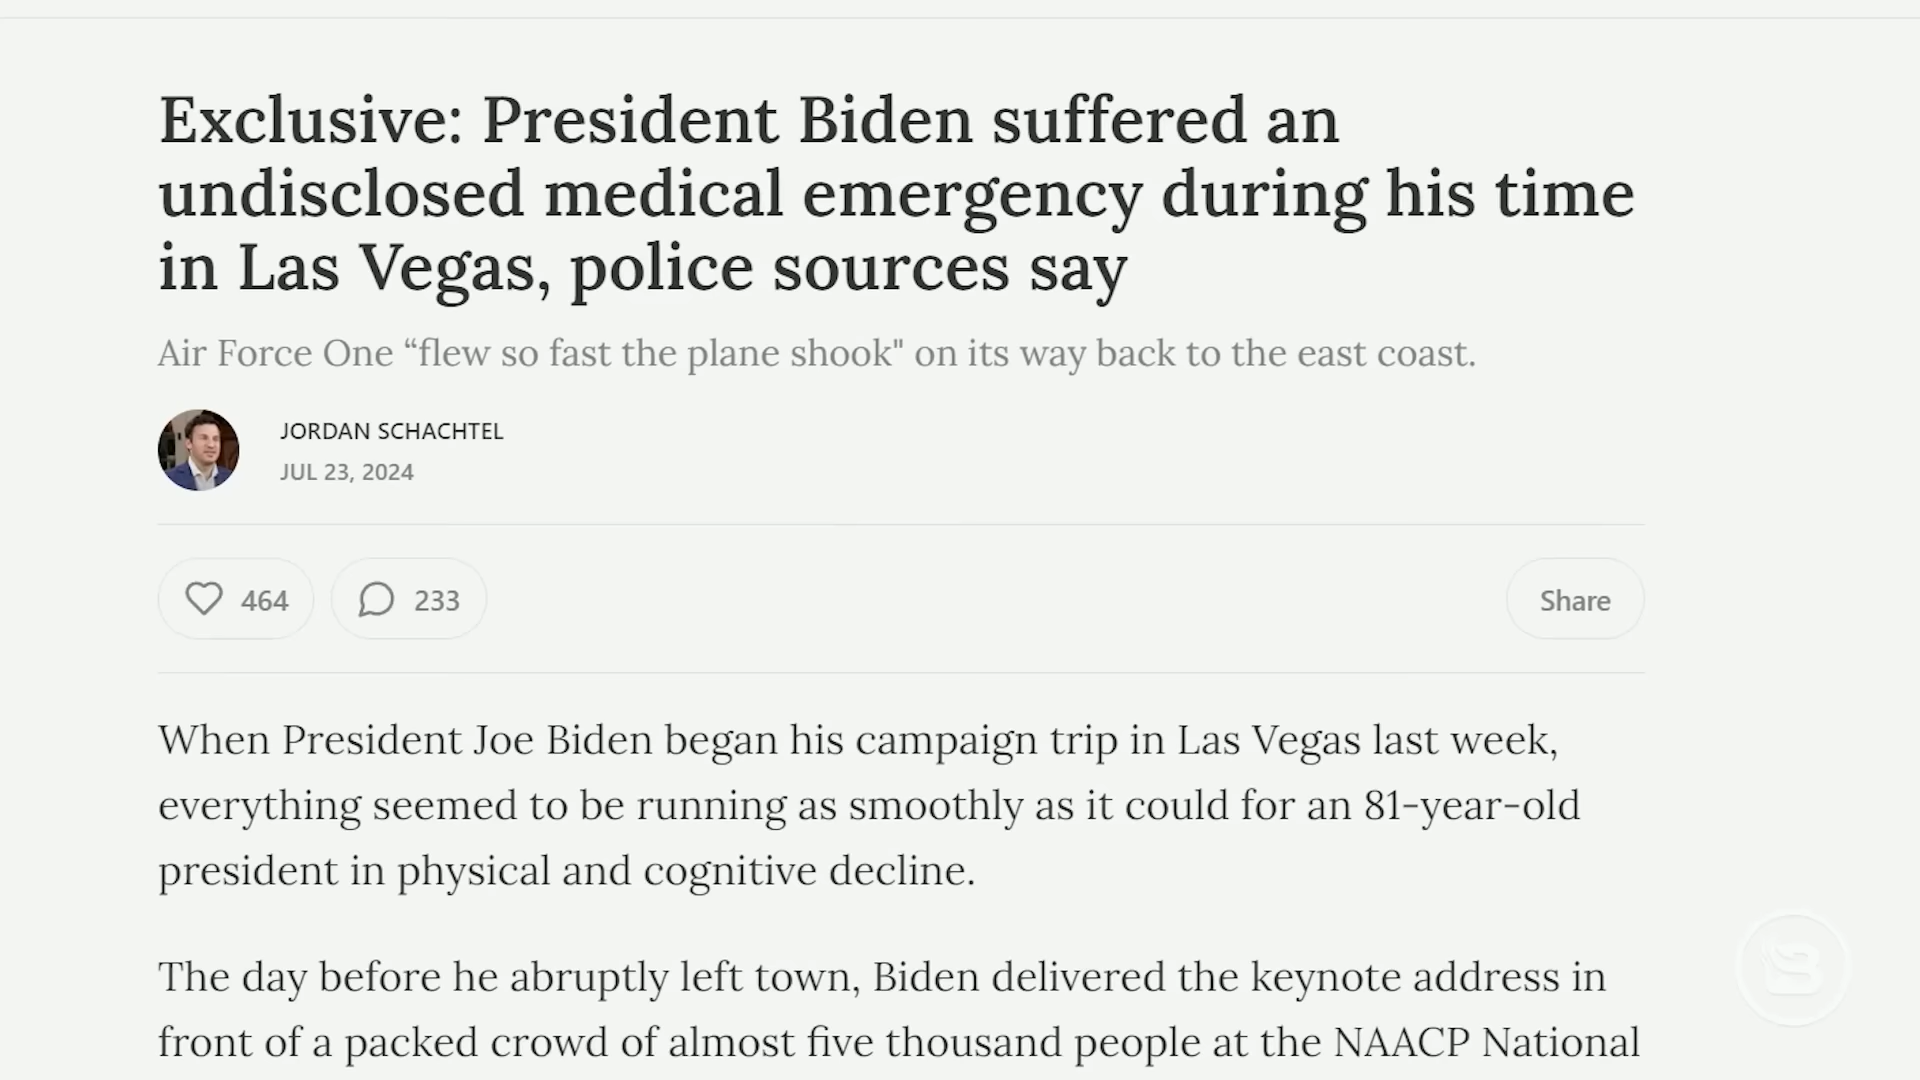 Exclusive: President Biden suffered an
undisclosed medical emergency during his time
in Las Vegas, police sources say
Air Force One “flew so fast the plane shook" on its way back to the east coast.
JORDAN SCHACHTEL
JUL 23, 2024
464
233
Share
When President Joe Biden began his campaign trip in Las Vegas last week,
everything seemed to be running as smoothly as it could for an 81-year-old
president in physical and cognitive decline.
The day before he abruptly left town, Biden delivered the keynote address in
front of a packed crowd of almost five thousand people at the NAACP National